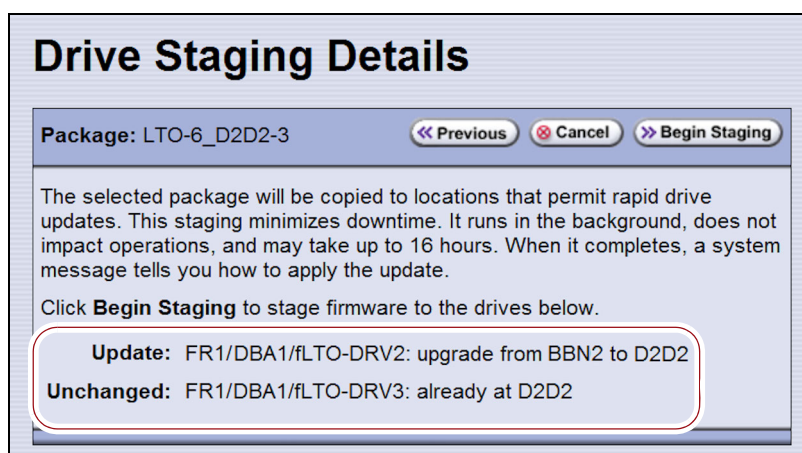 Drive Staging Details
Package: LTO-6_D2D2-3
Previous
Cancel
Begin Staging
The selected package will be copied to locations that permit rapid drive
updates. This staging minimizes downtime. It runs in the background, does not
impact operations, and may take up to 16 hours. When it completes, a system
message tells you how to apply the update.
Click Begin Staging to stage firmware to the drives below.
Update: FR1/DBA1/fLTO-DRV2: upgrade from BBN2 to D2D2
Unchanged: FR1/DBA1/fLTO-DRV3: already at D2D2